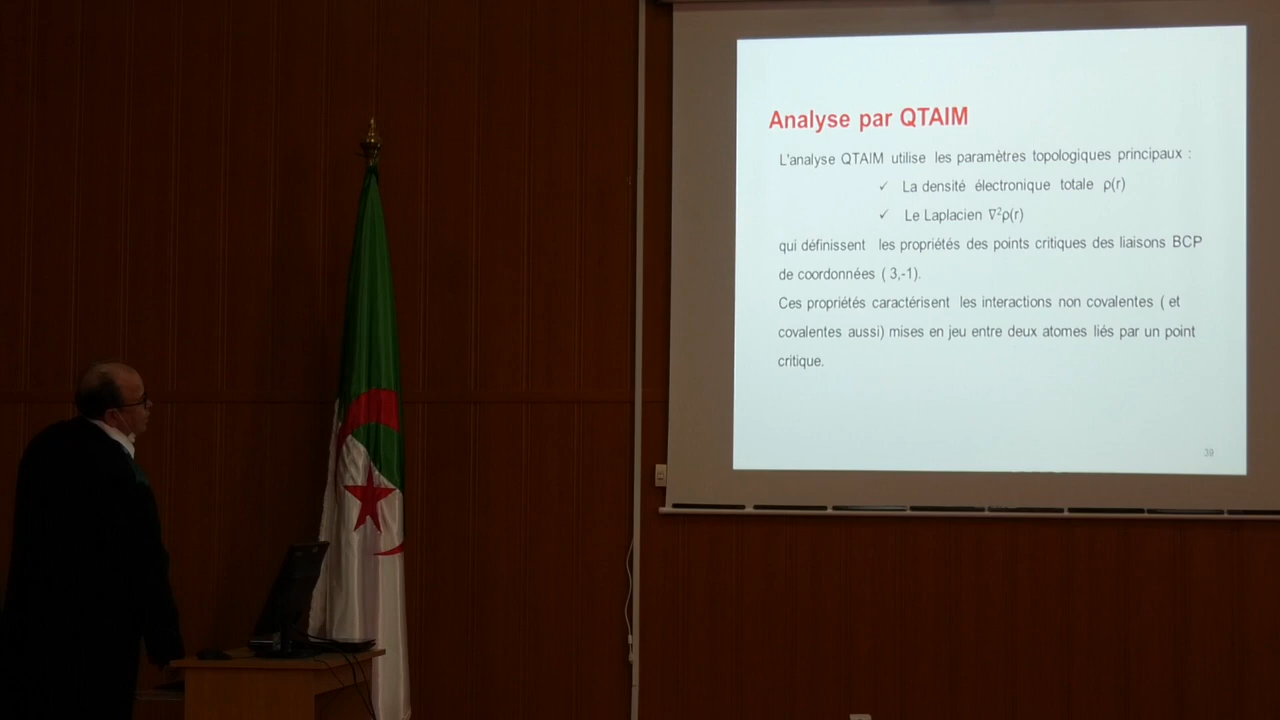 Analyse par QTAIM
L'analyse QTAIM utilise les paramètres topologiques principaux :
✓ La densité électronique totale ρ(r)
✓ Le Laplacien ∇²ρ(r)
qui définissent les propriétés des points critiques des liaisons BCP
de coordonnées ( 3,-1).
Ces propriétés caractérisent les interactions non covalentes ( et
covalentes aussi) mises en jeu entre deux atomes liés par un point
critique.
39